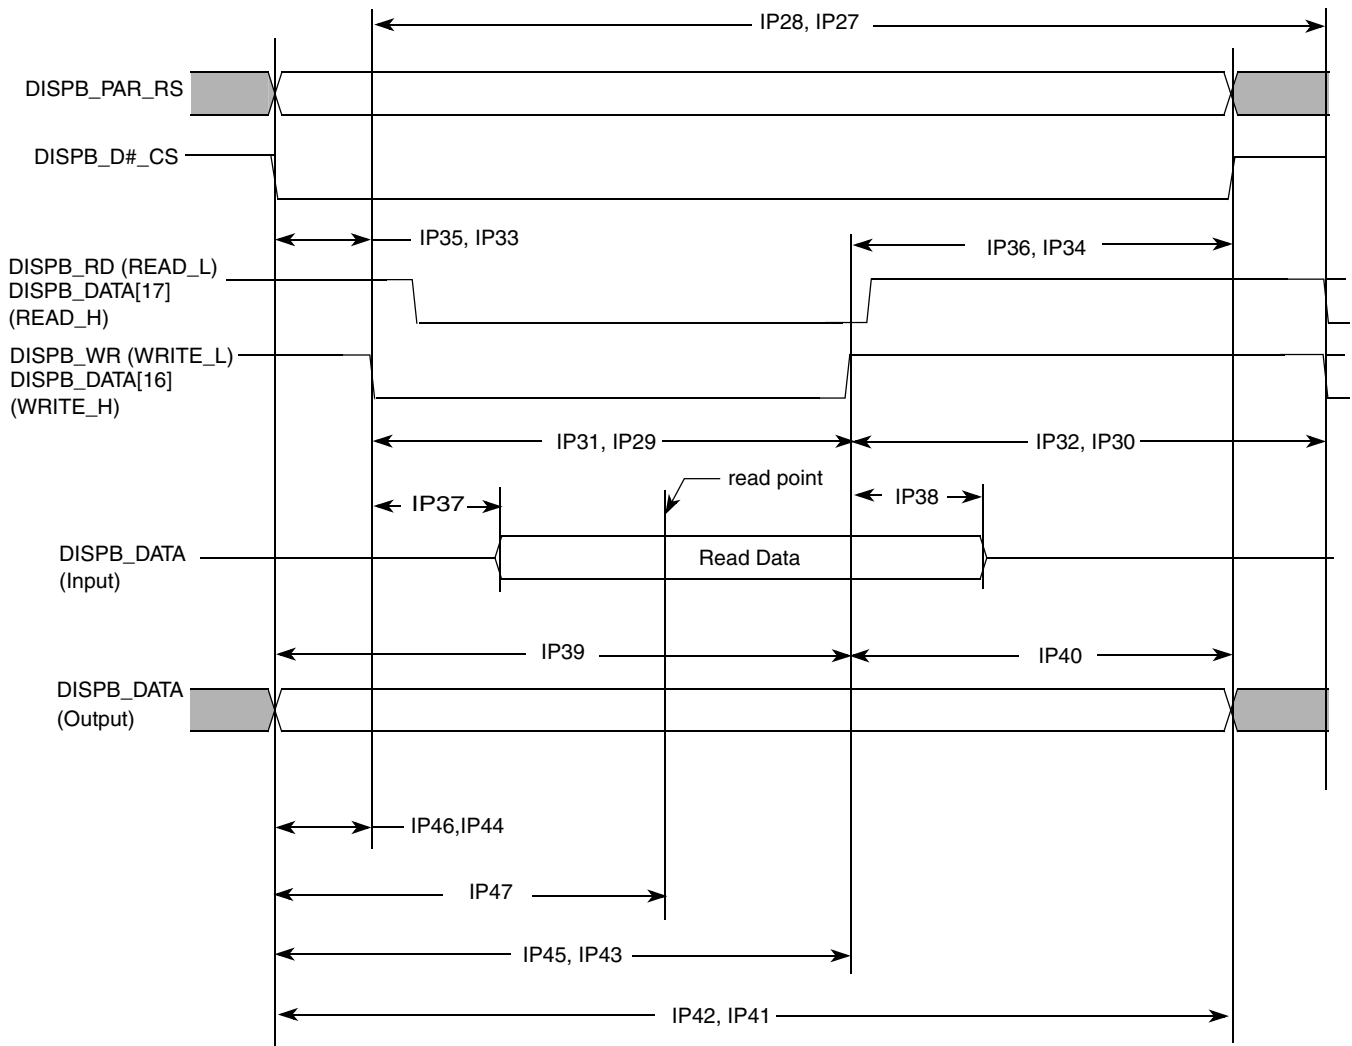 IP28, IP27
DISPB_PAR_RS
DISPB_D#_CS
IP35, IP33
IP36, IP34
DISPB_RD (READ_L)
DISPB_DATA[17]
(READ_H)
DISPB_WR (WRITE_L)
DISPB_DATA[16]
(WRITE_H)
IP31, IP29
IP32, IP30
read point
IP37
IP38
DISPB_DATA
(Input)
Read Data
IP39
IP40
DISPB_DATA
(Output)
IP46,IP44
IP47
IP45, IP43
IP42, IP41